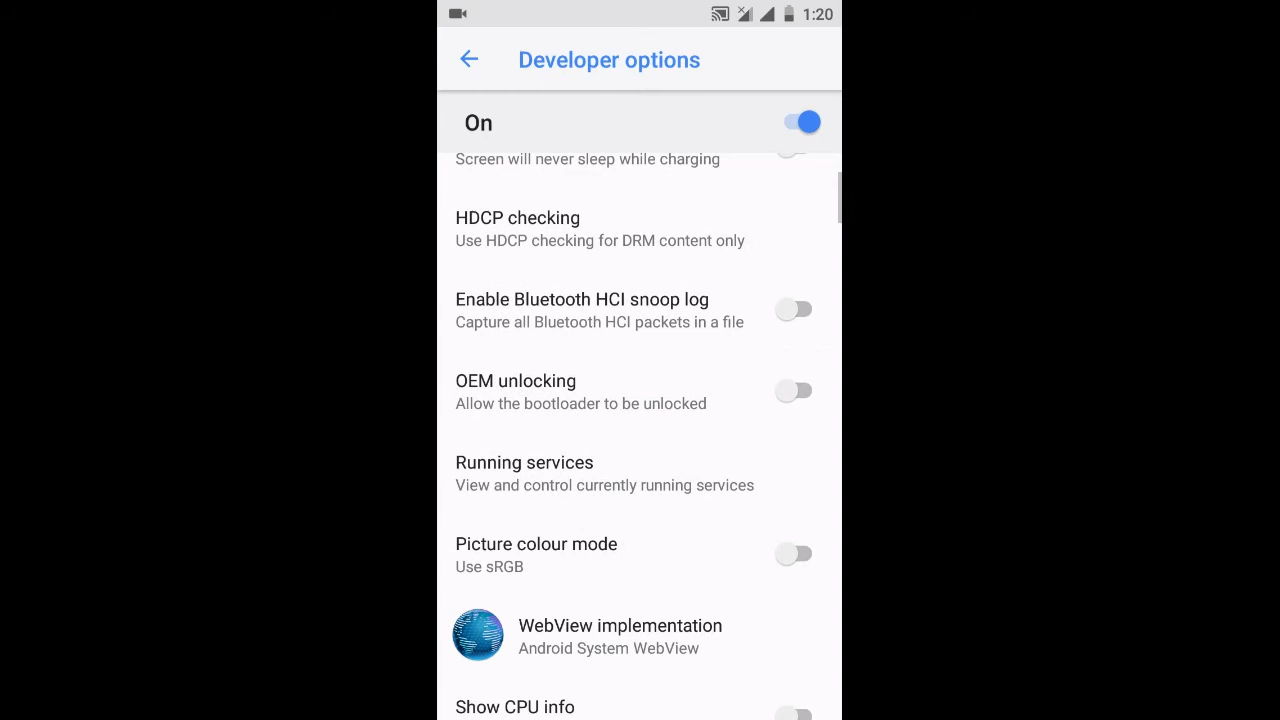 1:20
Developer options
On
Screen will never sleep while charging
HDCP checking
Use HDCP checking for DRM content only
Enable Bluetooth HCI snoop log
Capture all Bluetooth HCI packets in a file
OEM unlocking
Allow the bootloader to be unlocked
Running services
View and control currently running services
Picture colour mode
Use sRGB
WebView implementation
Android System WebView
Show CPU info